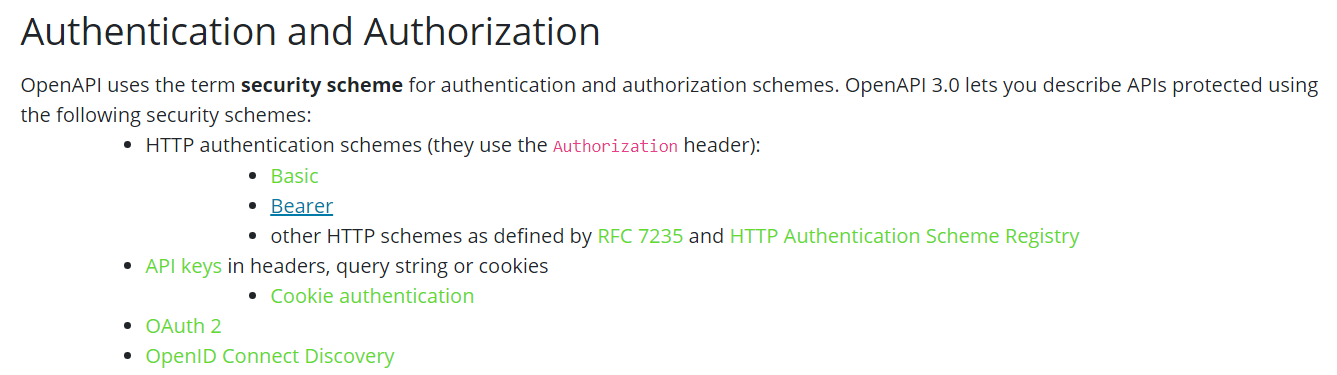 Authentication and Authorization
OpenAPI uses the term security scheme for authentication and authorization schemes. OpenAPI 3.0 lets you describe APIs protected using
the following security schemes:
• HTTP authentication schemes (they use the Authorization header):
• Basic
• Bearer
• other HTTP schemes as defined by RFC 7235 and HTTP Authentication Scheme Registry
• API keys in headers, query string or cookies
• Cookie authentication
• OAuth 2
• OpenID Connect Discovery